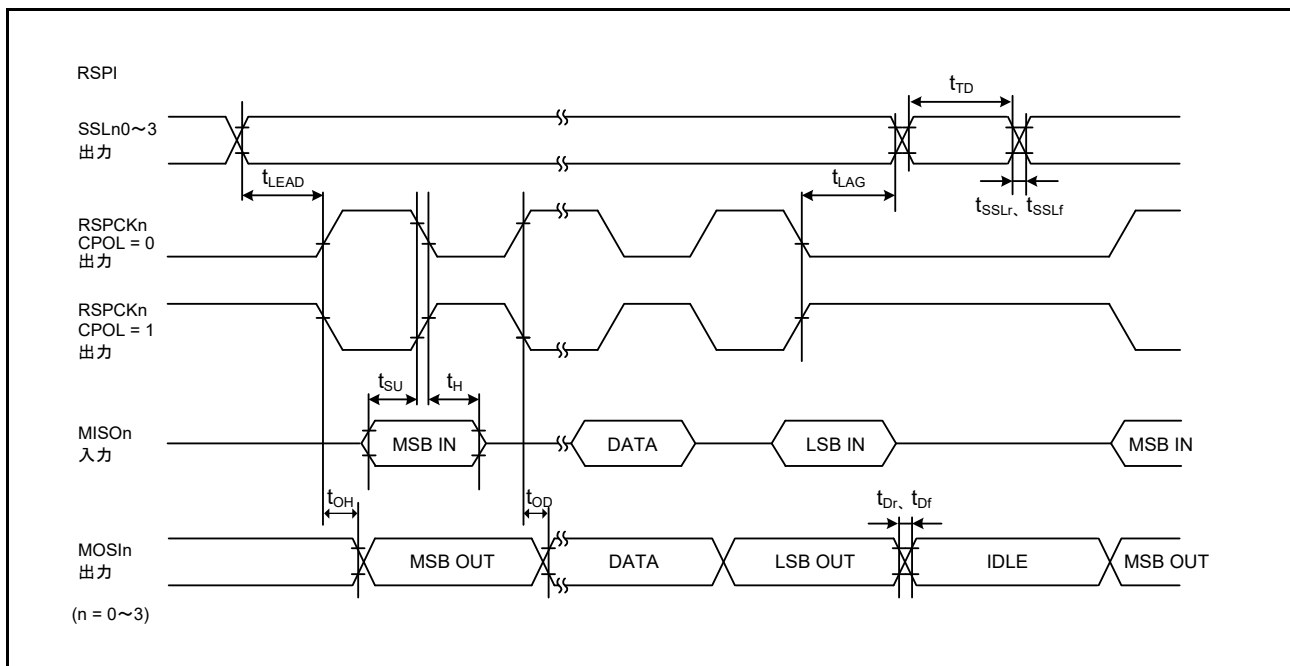 RSPI
SSLn0～3
出力
tTD
tLEAD
tLAG
tSSLr、tSSLf
RSPCKn
CPOL = 0
出力
RSPCKn
CPOL = 1
出力
tSU
tH
MISOn
入力
MSB IN
DATA
LSB IN
MSB IN
tOH
tOD
tDr、tDf
MOSIn
出力
MSB OUT
DATA
LSB OUT
IDLE
MSB OUT
(n = 0～3)